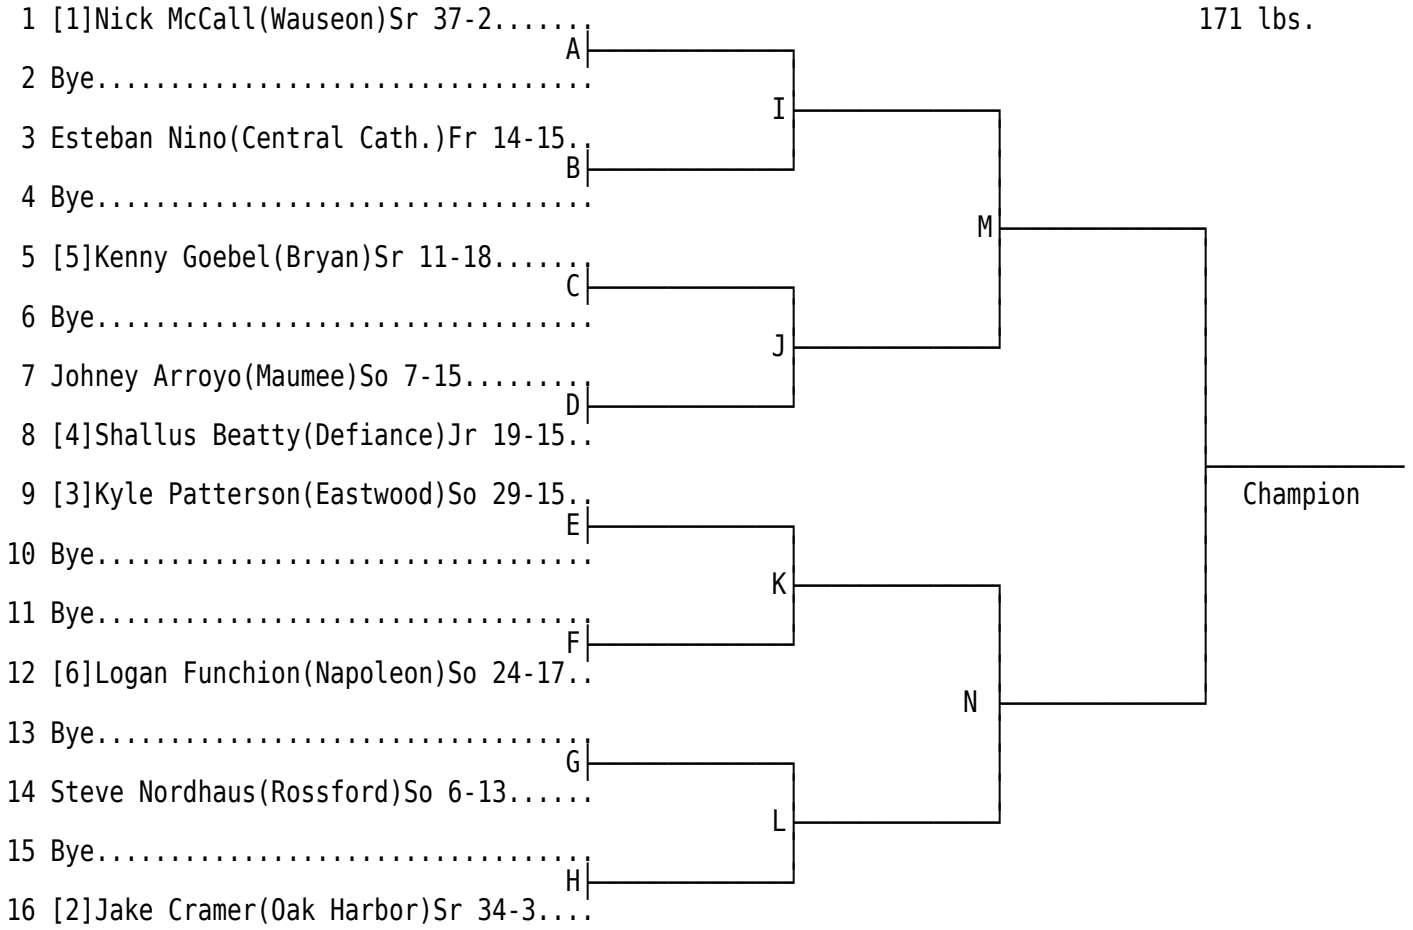 1 [1]Nick McCall(Wauseon)Sr 37-2....... 171 lbs.
A
2 Bye..................................
I
3 Esteban Nino(Central Cath.)Fr 14-15..
B
4 Bye..................................
M
5 [5]Kenny Goebel(Bryan)Sr 11-18.......
C
6 Bye..................................
J
7 Johney Arroyo(Maumee)So 7-15.........
D
8 [4]Shallus Beatty(Defiance)Jr 19-15..
9 [3]Kyle Patterson(Eastwood)So 29-15.. Champion
E
10 Bye..................................
K
11 Bye..................................
F
12 [6]Logan Funchion(Napoleon)So 24-17..
N
13 Bye..................................
G
14 Steve Nordhaus(Rossford)So 6-13......
L
15 Bye..................................
H
16 [2]Jake Cramer(Oak Harbor)Sr 34-3....